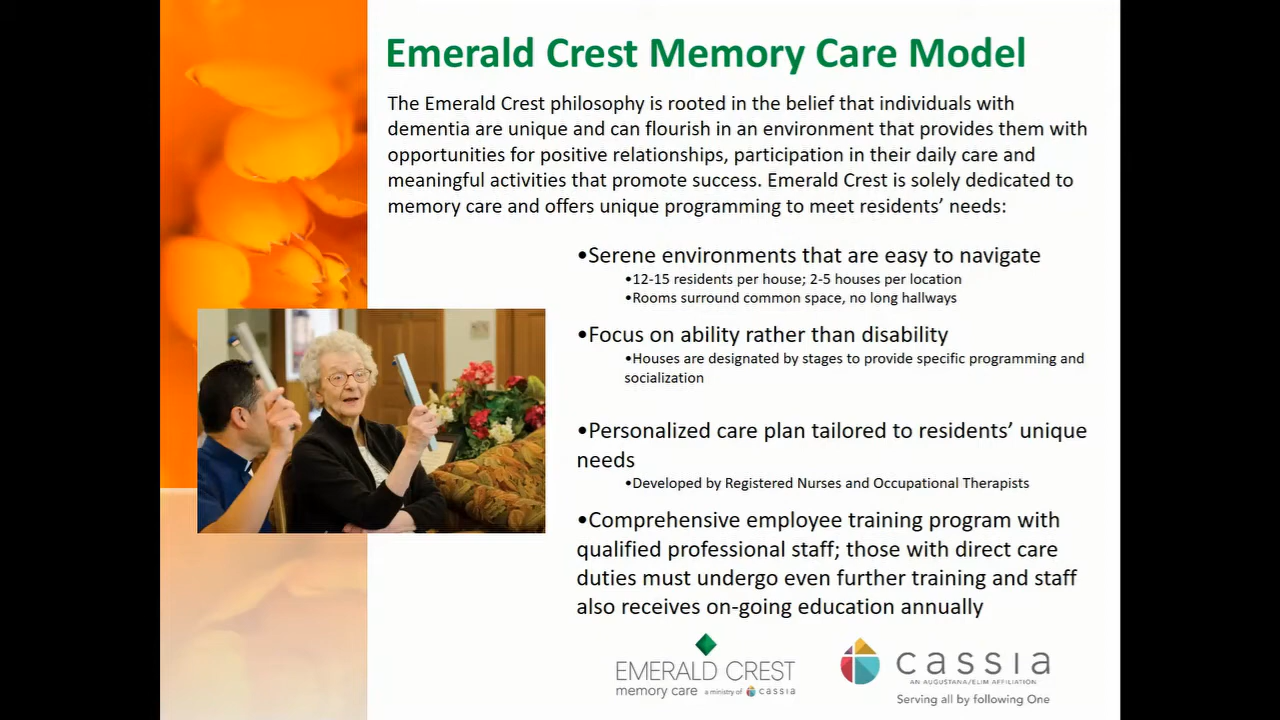 Emerald Crest Memory Care Model
The Emerald Crest philosophy is rooted in the belief that individuals with
dementia are unique and can flourish in an environment that provides them with
opportunities for positive relationships, participation in their daily care and
meaningful activities that promote success. Emerald Crest is solely dedicated to
memory care and offers unique programming to meet residents’ needs:
•Serene environments that are easy to navigate
•12-15 residents per house; 2-5 houses per location
•Rooms surround common space, no long hallways
•Focus on ability rather than disability
•Houses are designated by stages to provide specific programming and
socialization
•Personalized care plan tailored to residents’ unique
needs
•Developed by Registered Nurses and Occupational Therapists
•Comprehensive employee training program with
qualified professional staff; those with direct care
duties must undergo even further training and staff
also receives on-going education annually
EMERALD CREST
memory care a ministry of cassia
cassia
AN AUGUSTANA/ELIM AFFILIATION
Serving all by following One